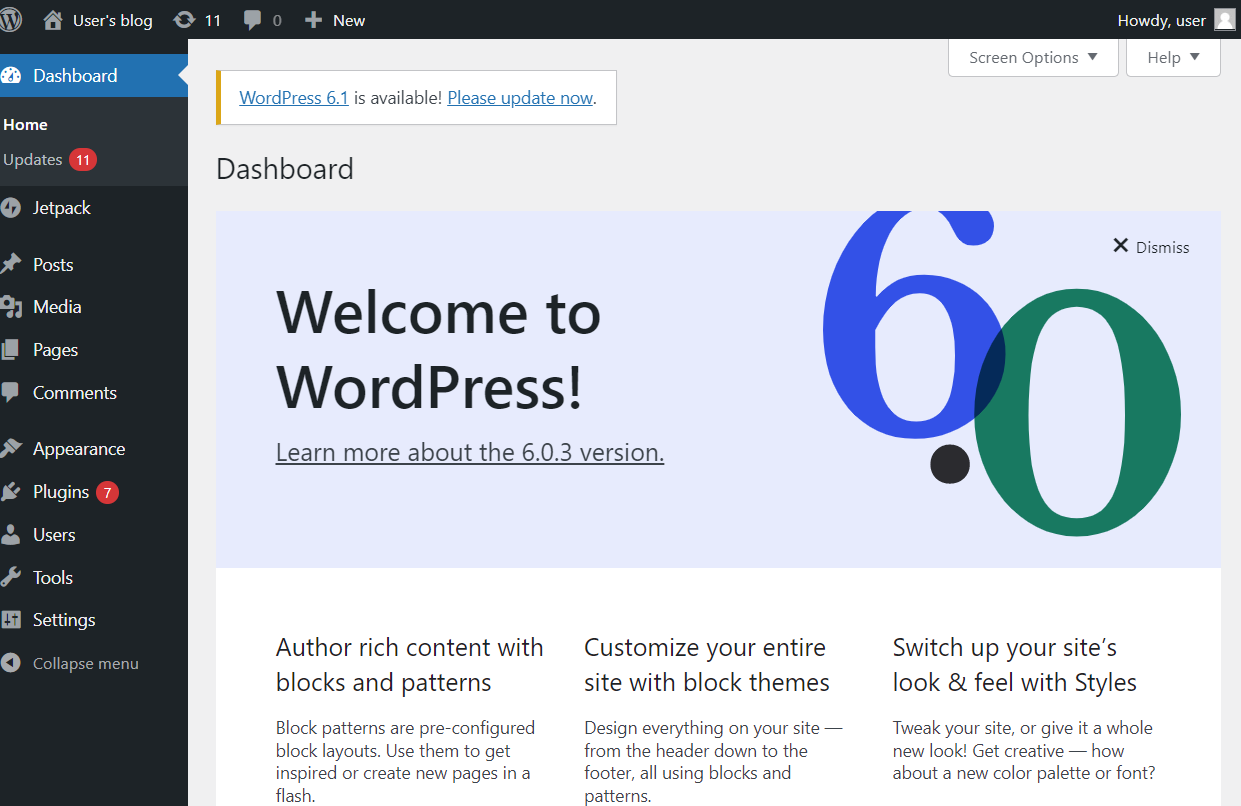 User's blog 11 0 New Howdy, user
Screen Options Help
Dashboard
Home
Updates 11
Jetpack
Posts
Media
Pages
Comments
Appearance
Plugins 7
Users
Tools
Settings
Collapse menu
WordPress 6.1 is available! Please update now.
Dashboard
6.0
Dismiss
Welcome to
WordPress!
Learn more about the 6.0.3 version.
Author rich content with
blocks and patterns
Block patterns are pre-configured
block layouts. Use them to get
inspired or create new pages in a
flash.
Customize your entire
site with block themes
Design everything on your site —
from the header down to the
footer, all using blocks and
patterns.
Switch up your site’s
look & feel with Styles
Tweak your site, or give it a whole
new look! Get creative — how
about a new color palette or font?